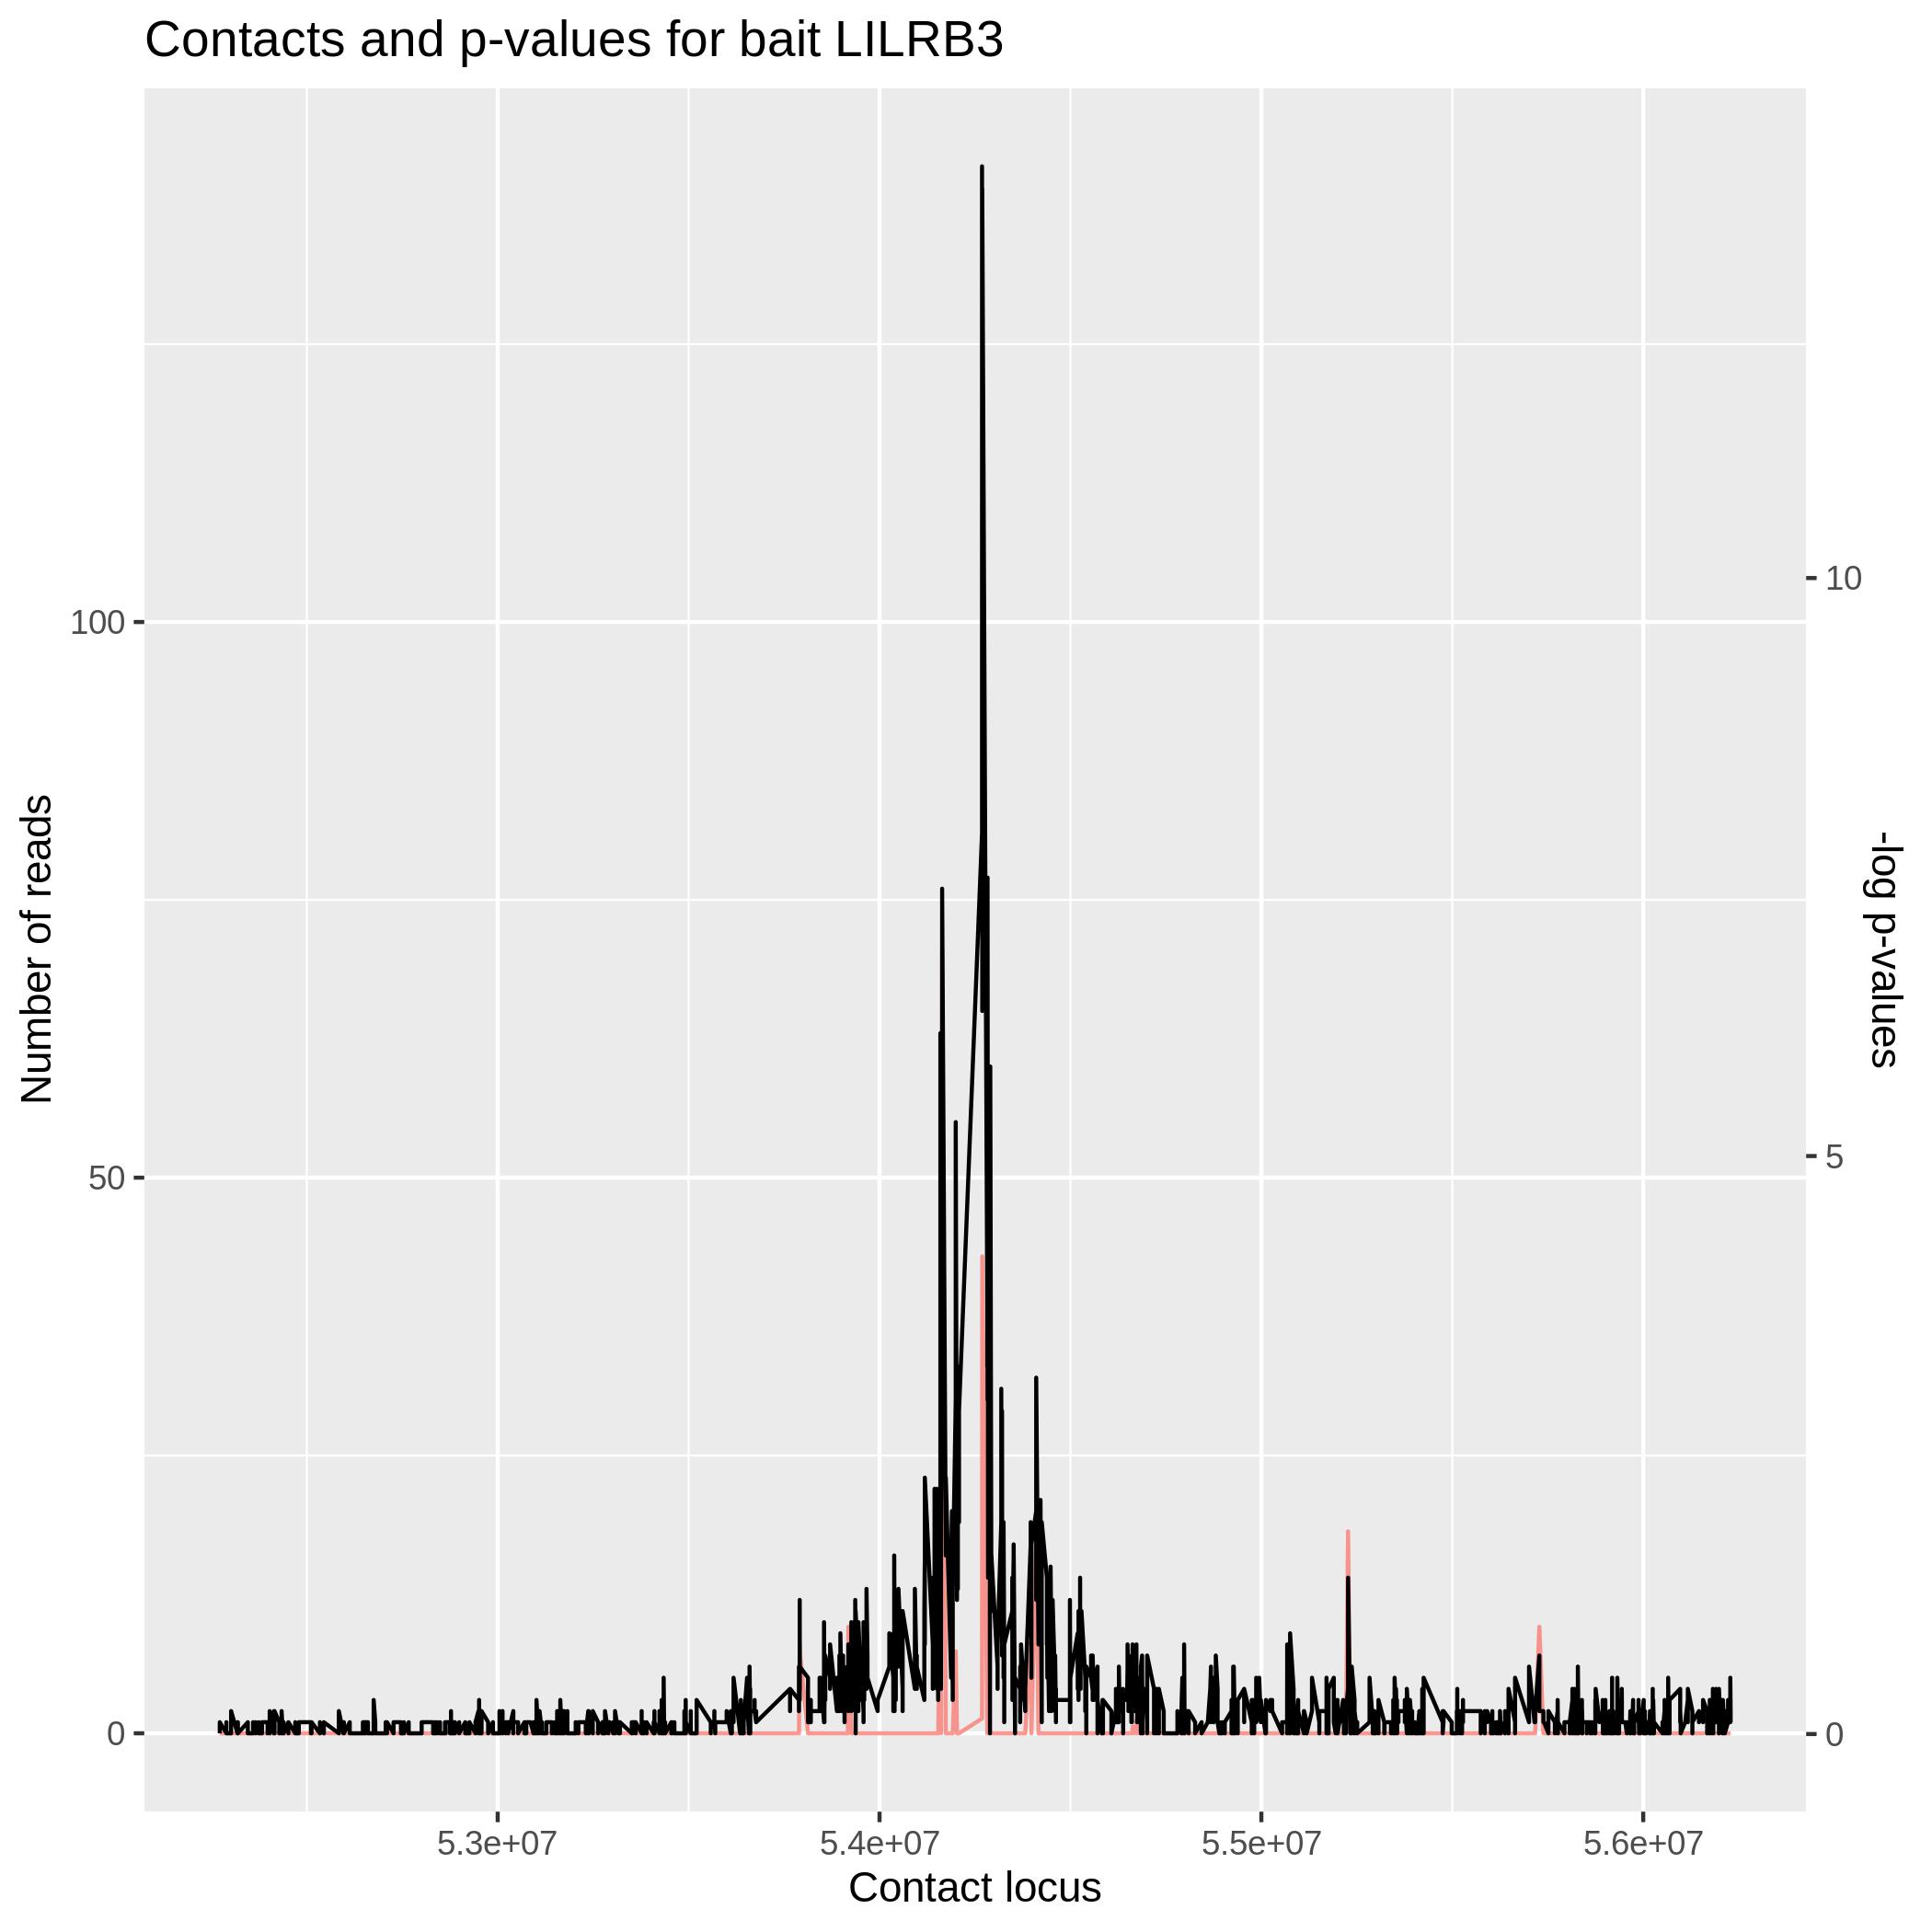 Contacts and p-values for bait LILRB3
Number of reads
100
50
0
10
5
0
-log p-values
5.3e+07
5.4e+07
5.5e+07
5.6e+07
Contact locus